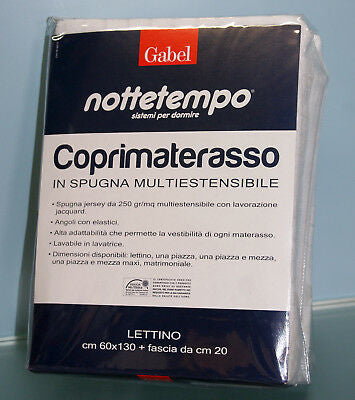 Gabel
nottetempo®
sistemi per dormire
Coprimaterasso
IN SPUGNA MULTIESTENSIBILE
• Spugna jersey da 250 gr/mq multiestensibile con lavorazione
jacquard.
• Angoli con elastici.
• Alta adattabilità che permette la vestibilità di ogni materasso.
• Lavabile in lavatrice.
• Dimensioni disponibili: lettino, una piazza, una piazza e mezza,
una piazza e mezza maxi, matrimoniale.
LETTINO
cm 60x130 + fascia da cm 20